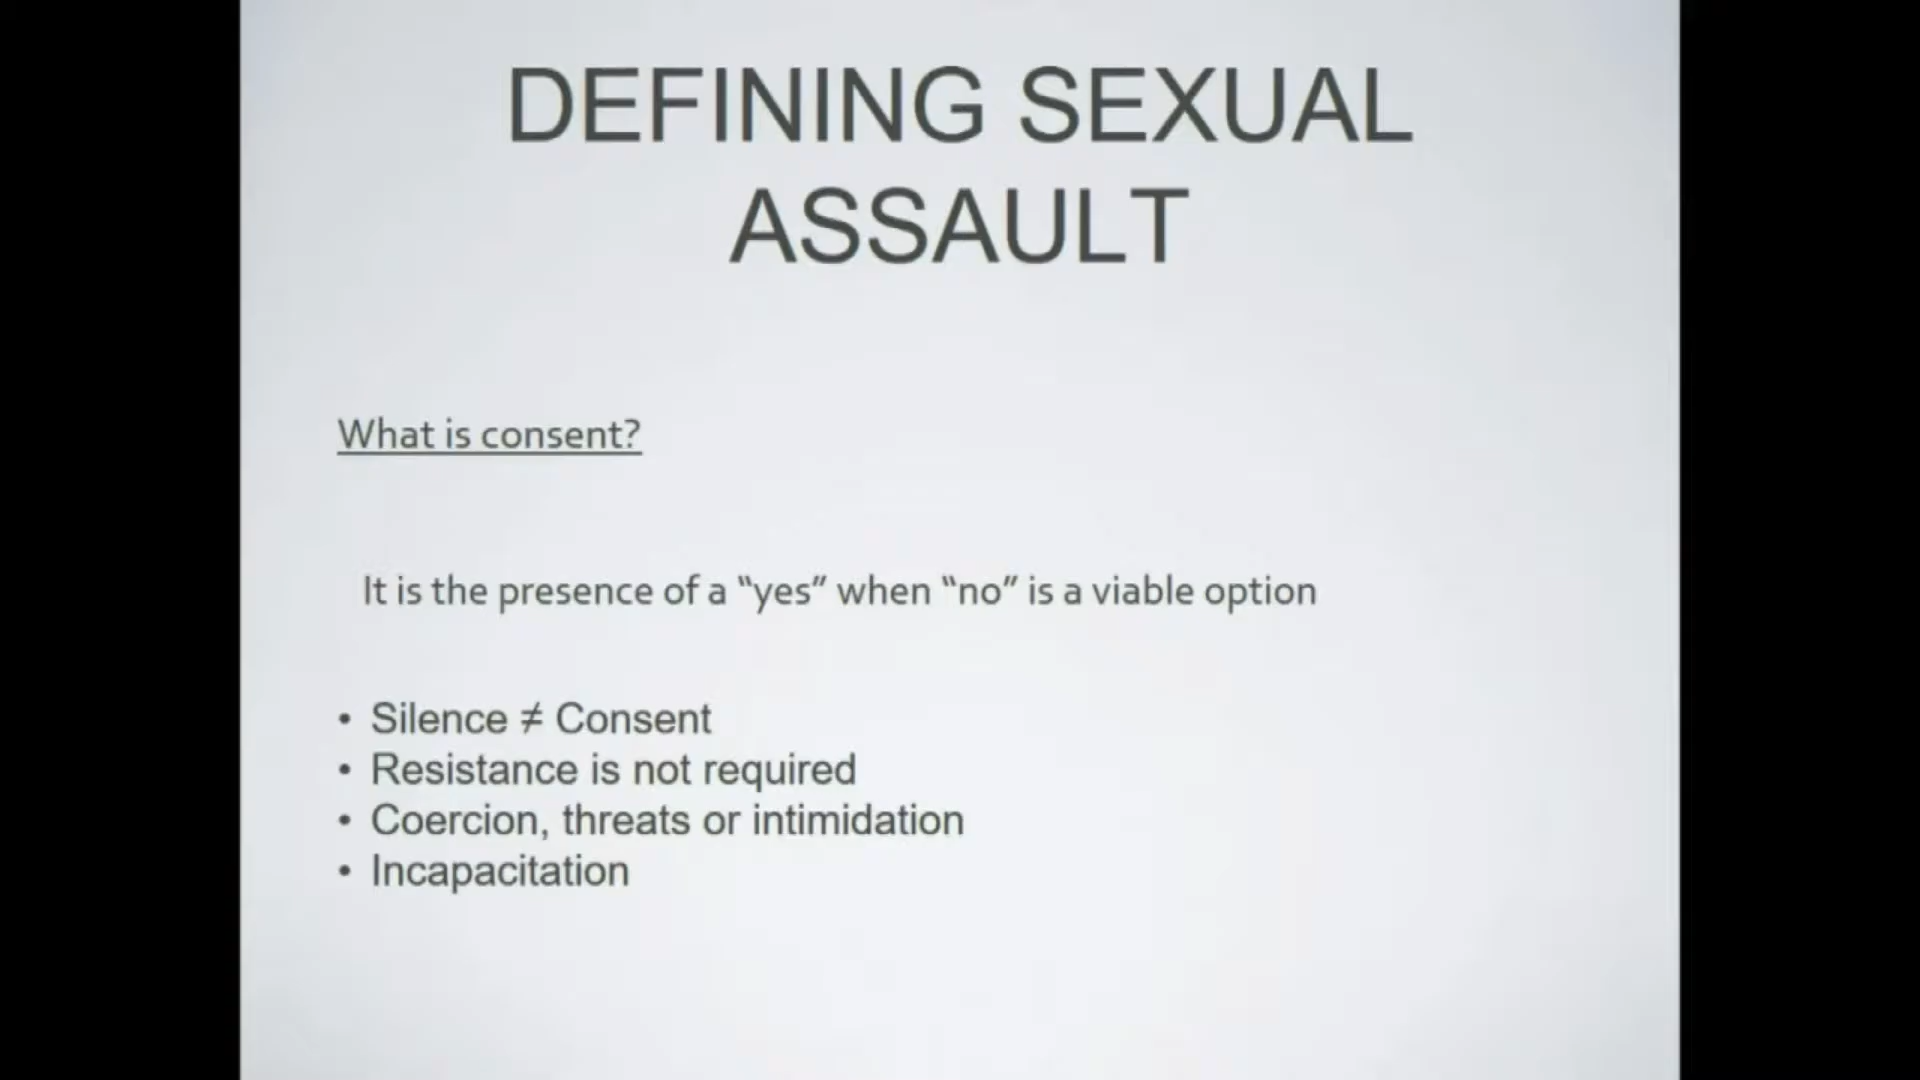 DEFINING SEXUAL
ASSAULT
What is consent?
It is the presence of a “yes” when “no” is a viable option
• Silence ≠ Consent
• Resistance is not required
• Coercion, threats or intimidation
• Incapacitation